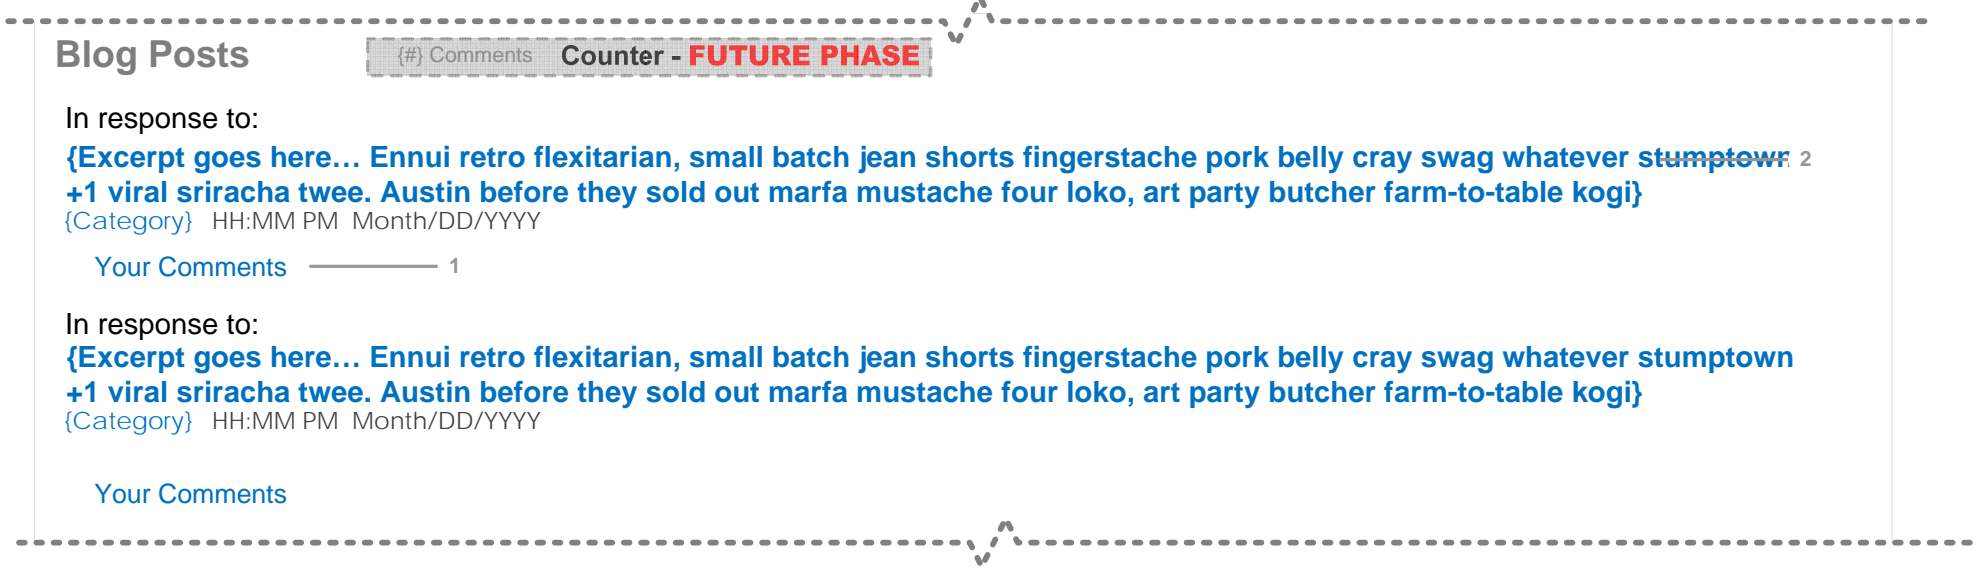 Blog Posts {#} Comments Counter - FUTURE PHASE
In response to:
{Excerpt goes here… Ennui retro flexitarian, small batch jean shorts fingerstache pork belly cray swag whatever stumptown 2
+1 viral sriracha twee. Austin before they sold out marfa mustache four loko, art party butcher farm-to-table kogi}
{Category} HH:MM PM Month/DD/YYYY
Your Comments 1
In response to:
{Excerpt goes here… Ennui retro flexitarian, small batch jean shorts fingerstache pork belly cray swag whatever stumptown
+1 viral sriracha twee. Austin before they sold out marfa mustache four loko, art party butcher farm-to-table kogi}
{Category} HH:MM PM Month/DD/YYYY
Your Comments